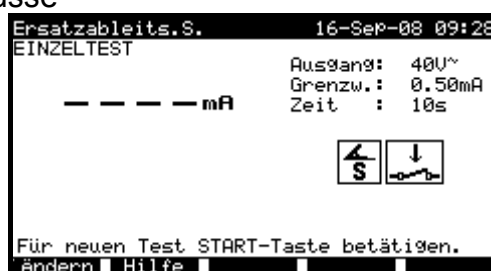 Ersatzableits.S. 16-Sep-08 09:28
EINZELTEST
Ausgang: 40V~
– – – – mA Grenzw.: 0.50mA
Zeit : 10s
S
Für neuen Test START-Taste betätigen.
ändern Hilfe